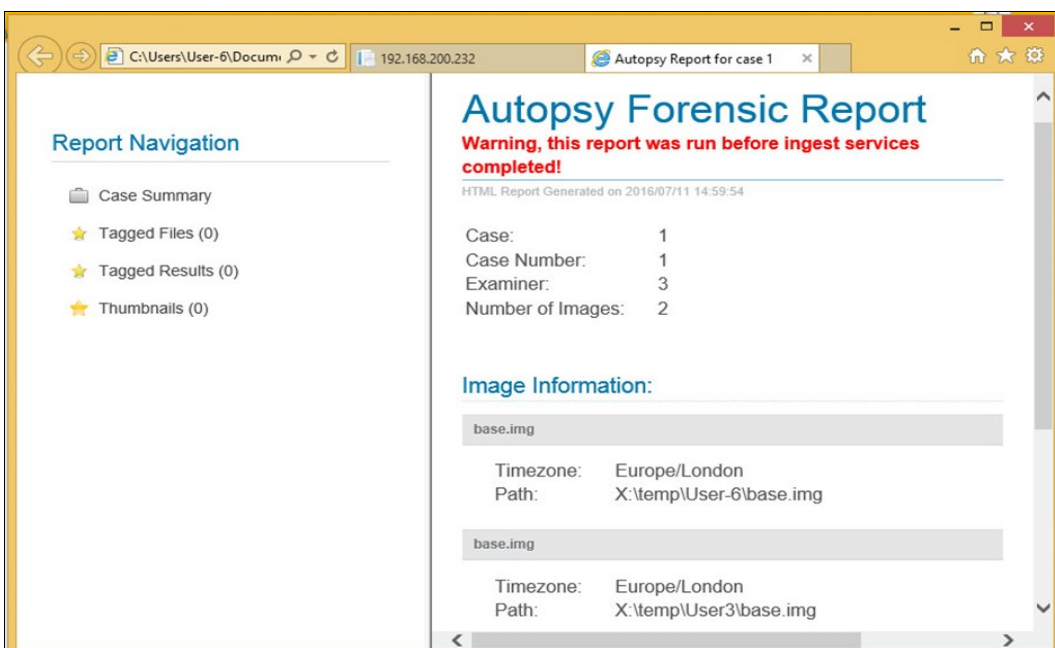 C:\Users\User-6\Docum
192.168.200.232
Autopsy Report for case 1
Report Navigation
Case Summary
Tagged Files (0)
Tagged Results (0)
Thumbnails (0)
Autopsy Forensic Report
Warning, this report was run before ingest services
completed!
HTML Report Generated on 2016/07/11 14:59:54
Case: 1
Case Number: 1
Examiner: 3
Number of Images: 2
Image Information:
base.img
Timezone: Europe/London
Path: X:\temp\User-6\base.img
base.img
Timezone: Europe/London
Path: X:\temp\User3\base.img